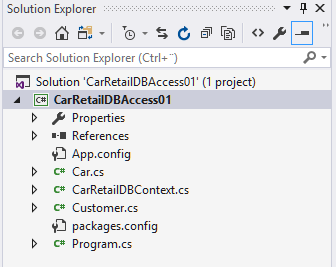 Solution Explorer
Search Solution Explorer (Ctrl+¨)
Solution 'CarRetailDBAccess01' (1 project)
C# CarRetailDBAccess01
Properties
References
App.config
C# Car.cs
C# CarRetailDBContext.cs
C# Customer.cs
packages.config
C# Program.cs